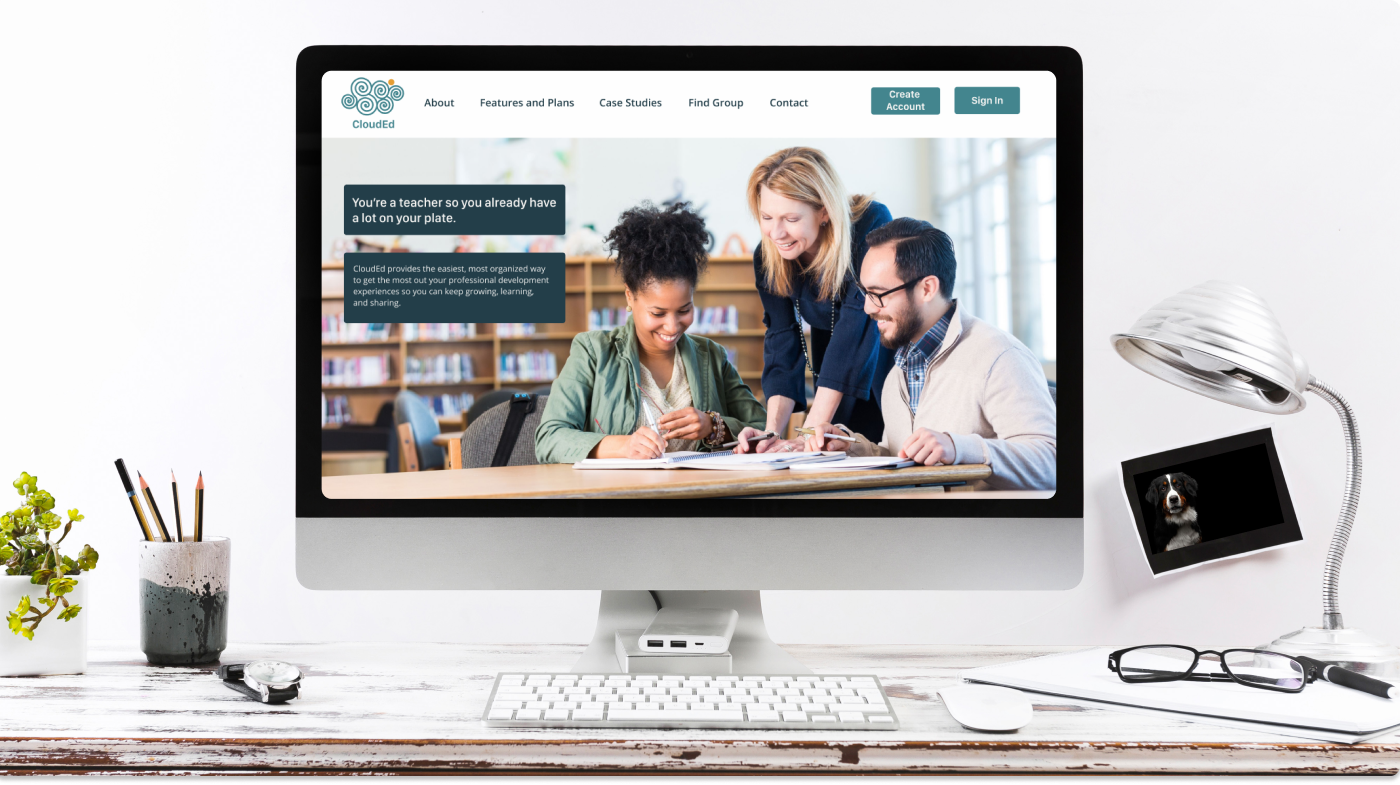 CloudEd
About
Features and Plans
Case Studies
Find Group
Contact
Create
Account
Sign In
You're a teacher so you already have
a lot on your plate.
CloudEd provides the easiest, most organized way
to get the most out your professional development
experiences so you can keep growing, learning,
and sharing.